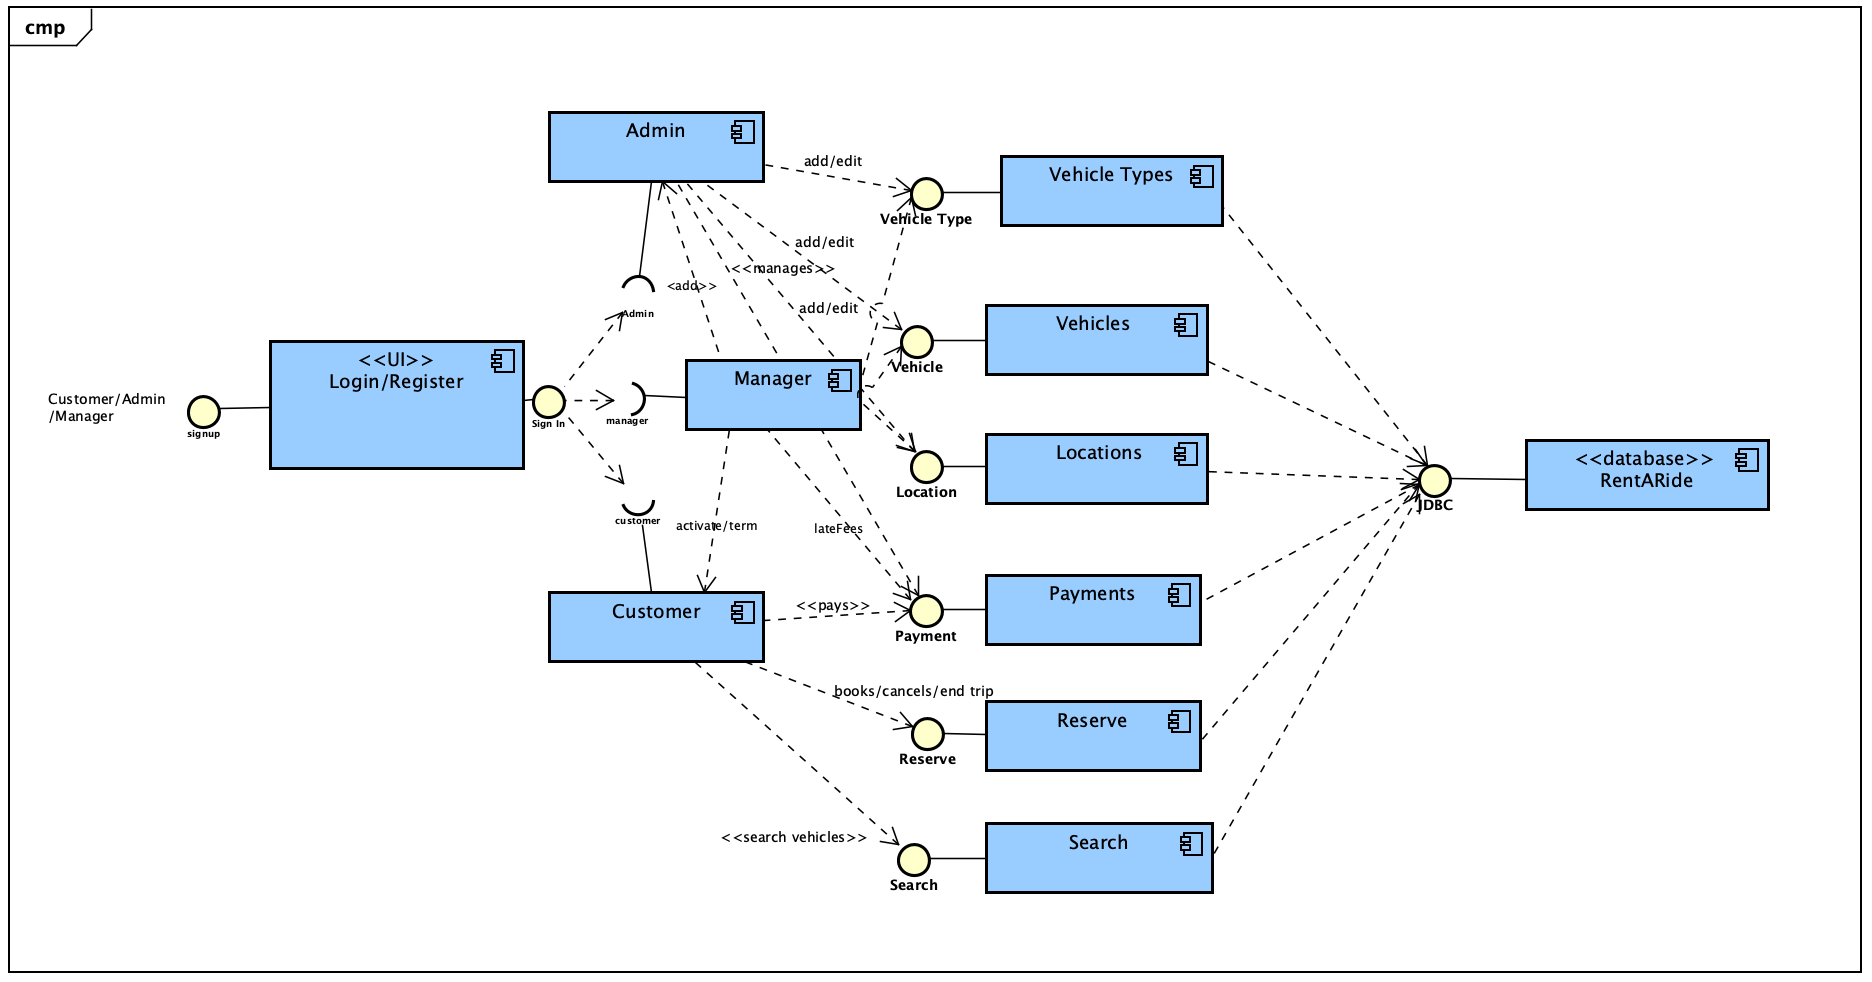 cmp
Admin
add/edit
Vehicle Types
Vehicle Type
add/edit
<<manages>>
<add>>
add/edit
Admin
Vehicles
Vehicle
<<UI>>
Login/Register
Manager
Customer/Admin
/Manager
signup
Sign In
manager
Locations
Location
<<database>>
RentARide
JDBC
customer
activate/term
lateFees
Customer
<<pays>>
Payments
Payment
books/cancels/end trip
Reserve
Reserve
<<search vehicles>>
Search
Search